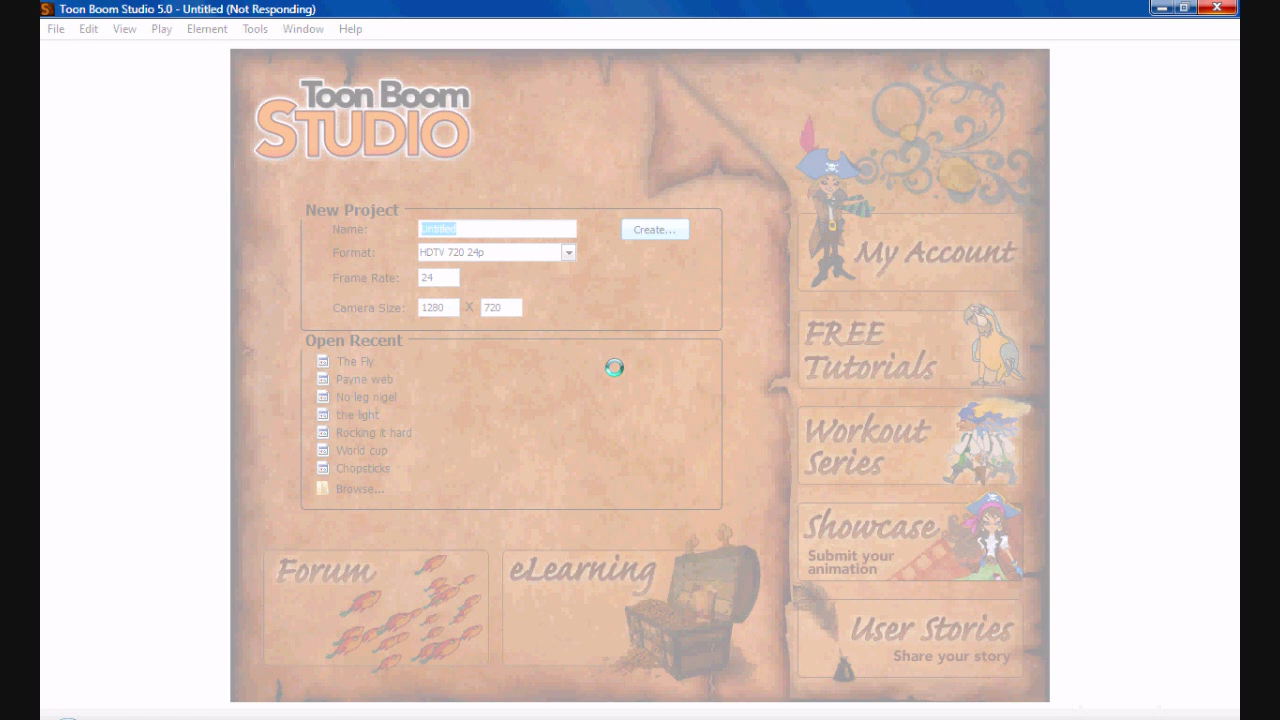 Toon Boom Studio 5.0 - Untitled (Not Responding)
File Edit View Play Element Tools Window Help
Toon Boom
STUDIO
New Project
Name: Untitled Create...
Format: HDTV 720 24p
Frame Rate: 24
Camera Size: 1280 X 720
Open Recent
The Fly
Payne web
No leg nigel
the light
Rocking it hard
World cup
Chopsticks
Browse...
Forum
eLearning
My Account
FREE
Tutorials
Workout
Series
Showcase
Submit your
animation
User Stories
Share your story